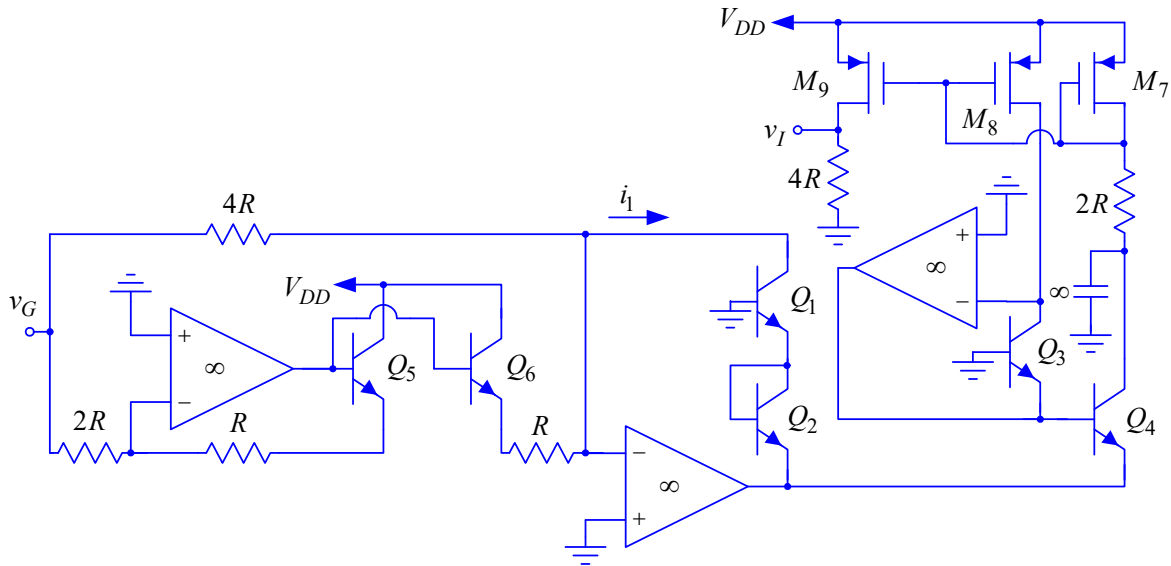 V_DD
M_9
M_8
M_7
v_I
4R
2R
+
∞
−
∞
4R
i_1
v_G
V_DD
+
∞
−
Q_5
Q_6
Q_1
Q_3
2R
R
R
Q_2
Q_4
−
∞
+